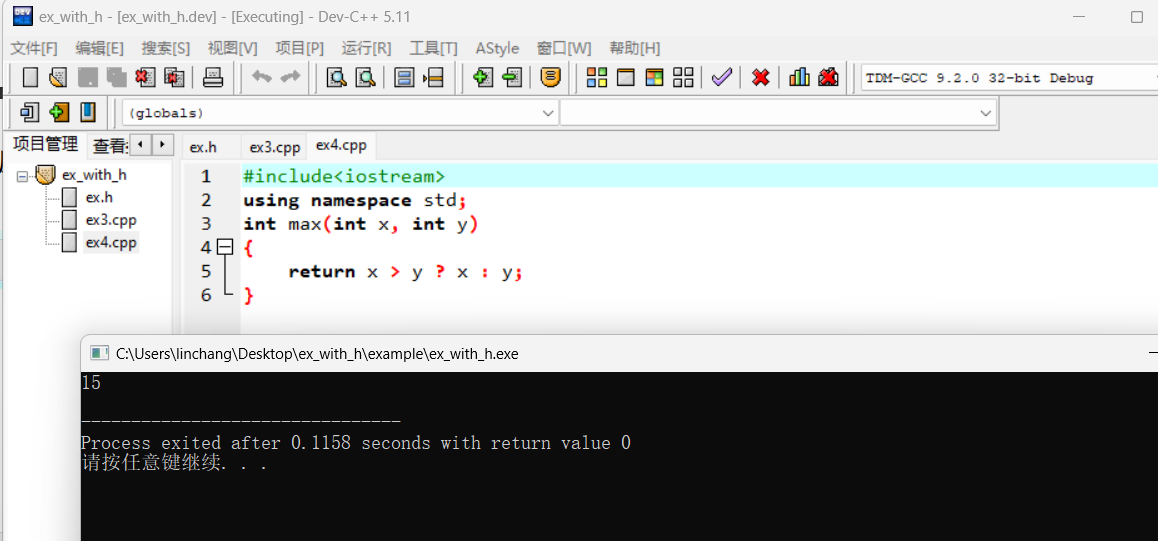 ex_with_h - [ex_with_h.dev] - [Executing] - Dev-C++ 5.11
文件[F] 编辑[E] 搜索[S] 视图[V] 项目[P] 运行[R] 工具[T] AStyle 窗口[W] 帮助[H]
TDM-GCC 9.2.0 32-bit Debug
(globals)
项目管理 查看 ex.h ex3.cpp ex4.cpp
ex_with_h
ex.h
ex3.cpp
ex4.cpp
1 #include<iostream>
2 using namespace std;
3 int max(int x, int y)
4 {
5 return x > y ? x : y;
6 }
C:\Users\linchang\Desktop\ex_with_h\example\ex_with_h.exe
15
--------------------------------
Process exited after 0.1158 seconds with return value 0
请按任意键继续. . .